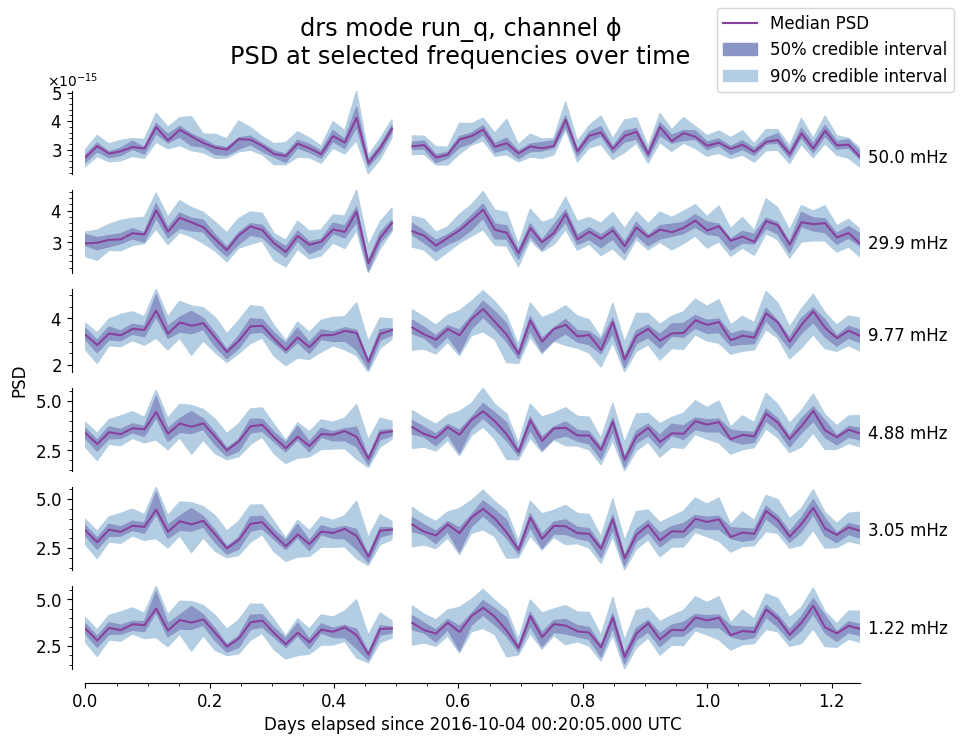 drs mode run_q, channel ϕ
PSD at selected frequencies over time
Median PSD
50% credible interval
90% credible interval
×10⁻¹⁵
5
4
3
50.0 mHz
4
3
29.9 mHz
4
2
9.77 mHz
PSD
5.0
2.5
4.88 mHz
5.0
2.5
3.05 mHz
5.0
2.5
1.22 mHz
0.0 0.2 0.4 0.6 0.8 1.0 1.2
Days elapsed since 2016-10-04 00:20:05.000 UTC